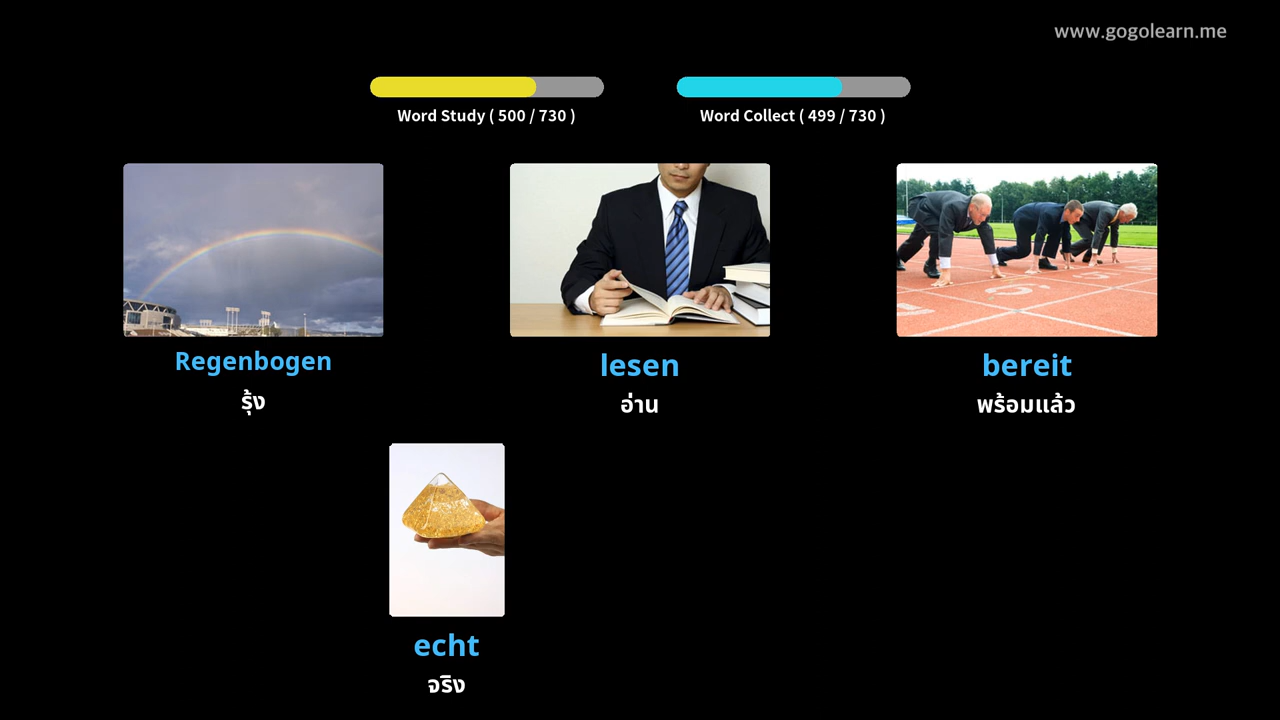 www.gogolearn.me
Word Study ( 500 / 730 )
Word Collect ( 499 / 730 )
Regenbogen
รุ้ง
lesen
อ่าน
bereit
พร้อมแล้ว
echt
จริง